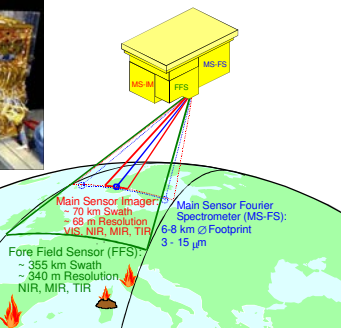 MS-IM
FFS
MS-FS
Main Sensor Imager:
~ 70 km Swath
~ 68 m Resolution
VIS, NIR, MIR, TIR
Main Sensor Fourier
Spectrometer (MS-FS):
6-8 km ∅ Footprint
3 - 15 μm
Fore Field Sensor (FFS):
~ 355 km Swath
~ 340 m Resolution
NIR, MIR, TIR